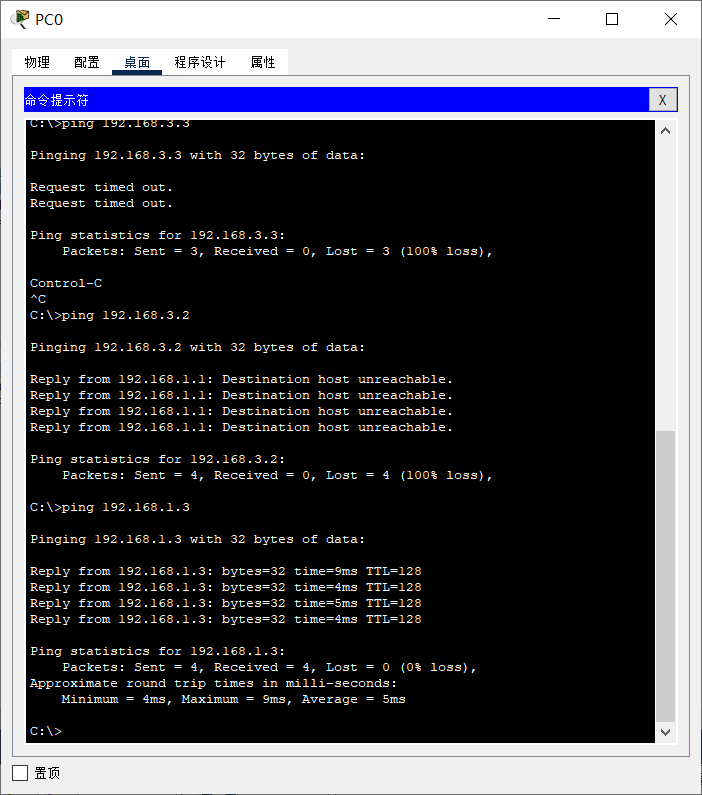 PC0
物理 配置 桌面 程序设计 属性
命令提示符 X
C:\>ping 192.168.3.3
Pinging 192.168.3.3 with 32 bytes of data:
Request timed out.
Request timed out.
Ping statistics for 192.168.3.3:
Packets: Sent = 3, Received = 0, Lost = 3 (100% loss),
Control-C
^C
C:\>ping 192.168.3.2
Pinging 192.168.3.2 with 32 bytes of data:
Reply from 192.168.1.1: Destination host unreachable.
Reply from 192.168.1.1: Destination host unreachable.
Reply from 192.168.1.1: Destination host unreachable.
Reply from 192.168.1.1: Destination host unreachable.
Ping statistics for 192.168.3.2:
Packets: Sent = 4, Received = 0, Lost = 4 (100% loss),
C:\>ping 192.168.1.3
Pinging 192.168.1.3 with 32 bytes of data:
Reply from 192.168.1.3: bytes=32 time=9ms TTL=128
Reply from 192.168.1.3: bytes=32 time=4ms TTL=128
Reply from 192.168.1.3: bytes=32 time=5ms TTL=128
Reply from 192.168.1.3: bytes=32 time=4ms TTL=128
Ping statistics for 192.168.1.3:
Packets: Sent = 4, Received = 4, Lost = 0 (0% loss),
Approximate round trip times in milli-seconds:
Minimum = 4ms, Maximum = 9ms, Average = 5ms
C:\>
置顶